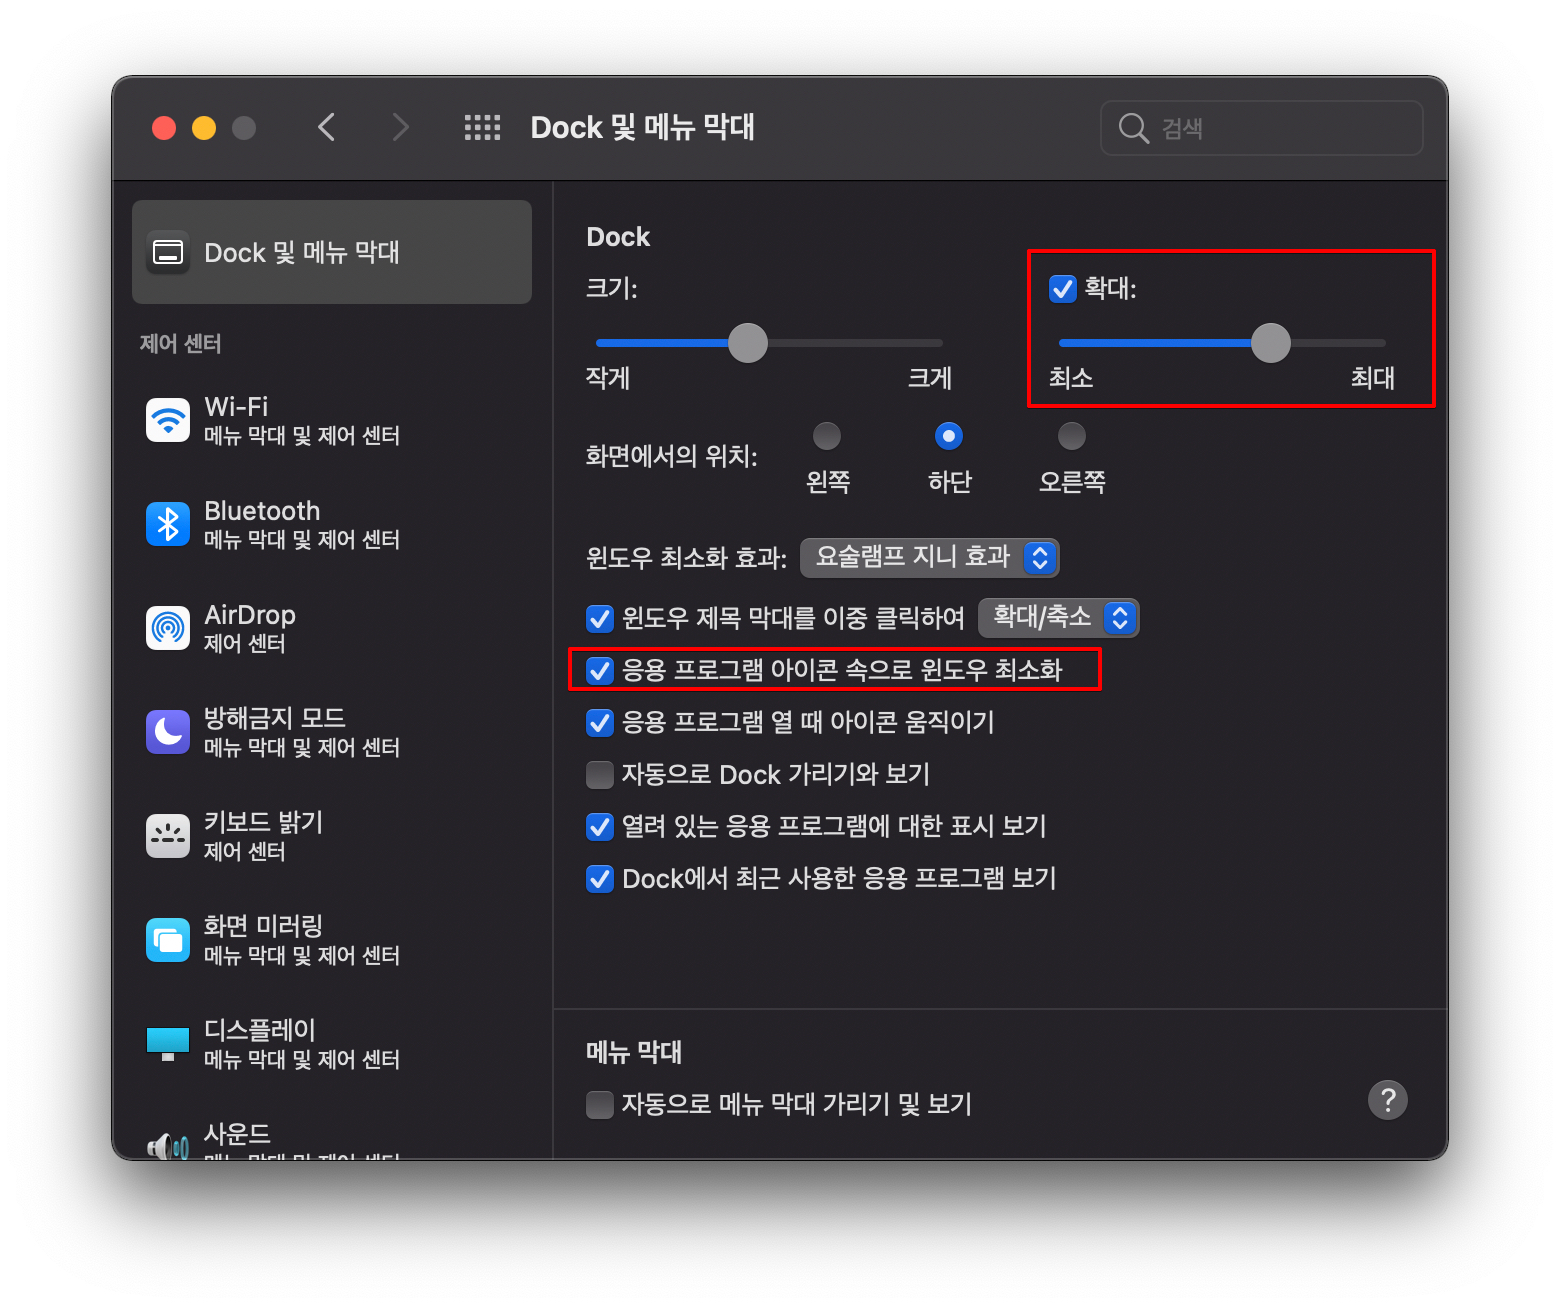 Dock 및 메뉴 막대
검색
Dock 및 메뉴 막대
제어 센터
Wi-Fi
메뉴 막대 및 제어 센터
Bluetooth
메뉴 막대 및 제어 센터
AirDrop
제어 센터
방해금지 모드
메뉴 막대 및 제어 센터
키보드 밝기
제어 센터
화면 미러링
메뉴 막대 및 제어 센터
디스플레이
메뉴 막대 및 제어 센터
사운드
메뉴 막대 및 제어 센터
Dock
크기:
작게 크게
확대:
최소 최대
화면에서의 위치:
왼쪽 하단 오른쪽
윈도우 최소화 효과: 요술램프 지니 효과
윈도우 제목 막대를 이중 클릭하여 확대/축소
응용 프로그램 아이콘 속으로 윈도우 최소화
응용 프로그램 열 때 아이콘 움직이기
자동으로 Dock 가리기와 보기
열려 있는 응용 프로그램에 대한 표시 보기
Dock에서 최근 사용한 응용 프로그램 보기
메뉴 막대
자동으로 메뉴 막대 가리기 및 보기
?